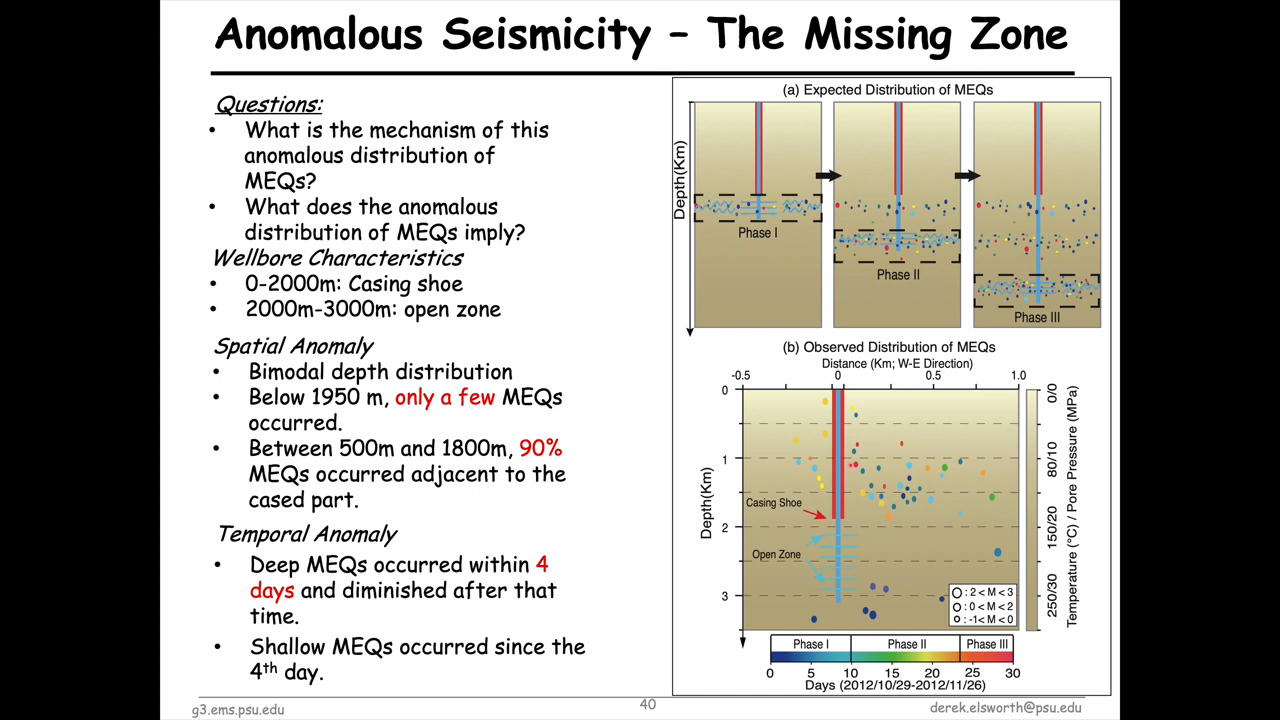 Anomalous Seismicity – The Missing Zone
Questions:
• What is the mechanism of this
anomalous distribution of
MEQs?
• What does the anomalous
distribution of MEQs imply?
Wellbore Characteristics
• 0-2000m: Casing shoe
• 2000m-3000m: open zone
Spatial Anomaly
• Bimodal depth distribution
• Below 1950 m, only a few MEQs
occurred.
• Between 500m and 1800m, 90%
MEQs occurred adjacent to the
cased part.
Temporal Anomaly
• Deep MEQs occurred within 4
days and diminished after that
time.
• Shallow MEQs occurred since the
4th day.
(a) Expected Distribution of MEQs
Depth(Km)
Phase I
Phase II
Phase III
(b) Observed Distribution of MEQs
Distance (Km; W-E Direction)
-0.5 0 0.5 1.0
0
1
2
3
Depth(Km)
Casing Shoe
Open Zone
0/0
80/10
150/20
250/30
Temperature (°C) / Pore Pressure (MPa)
: 2 < M < 3
: 0 < M < 2
: -1< M < 0
Phase I Phase II Phase III
0 5 10 15 20 25 30
Days (2012/10/29-2012/11/26)
g3.ems.psu.edu
40
derek.elsworth@psu.edu